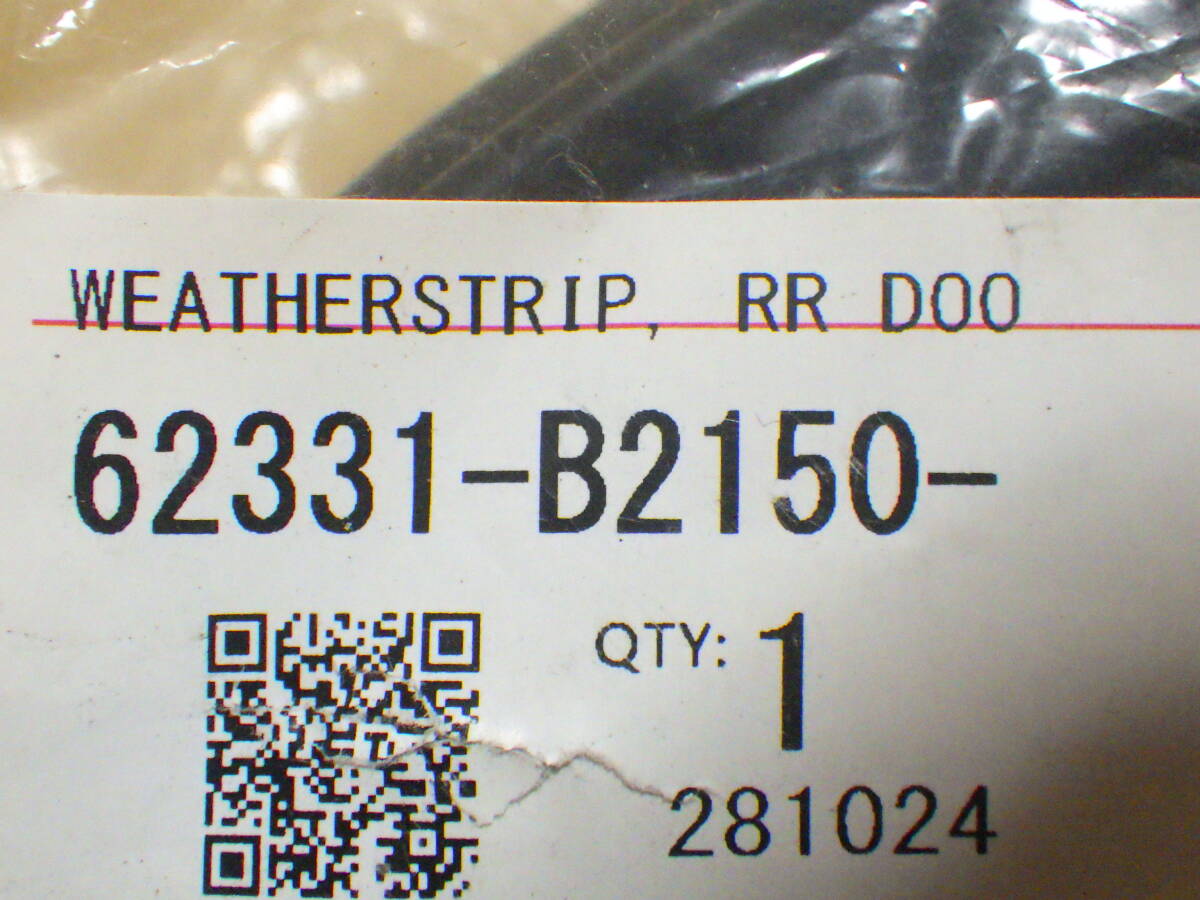 WEATHERSTRIP, RR DOO
62331-B2150-
QTY: 1
281024